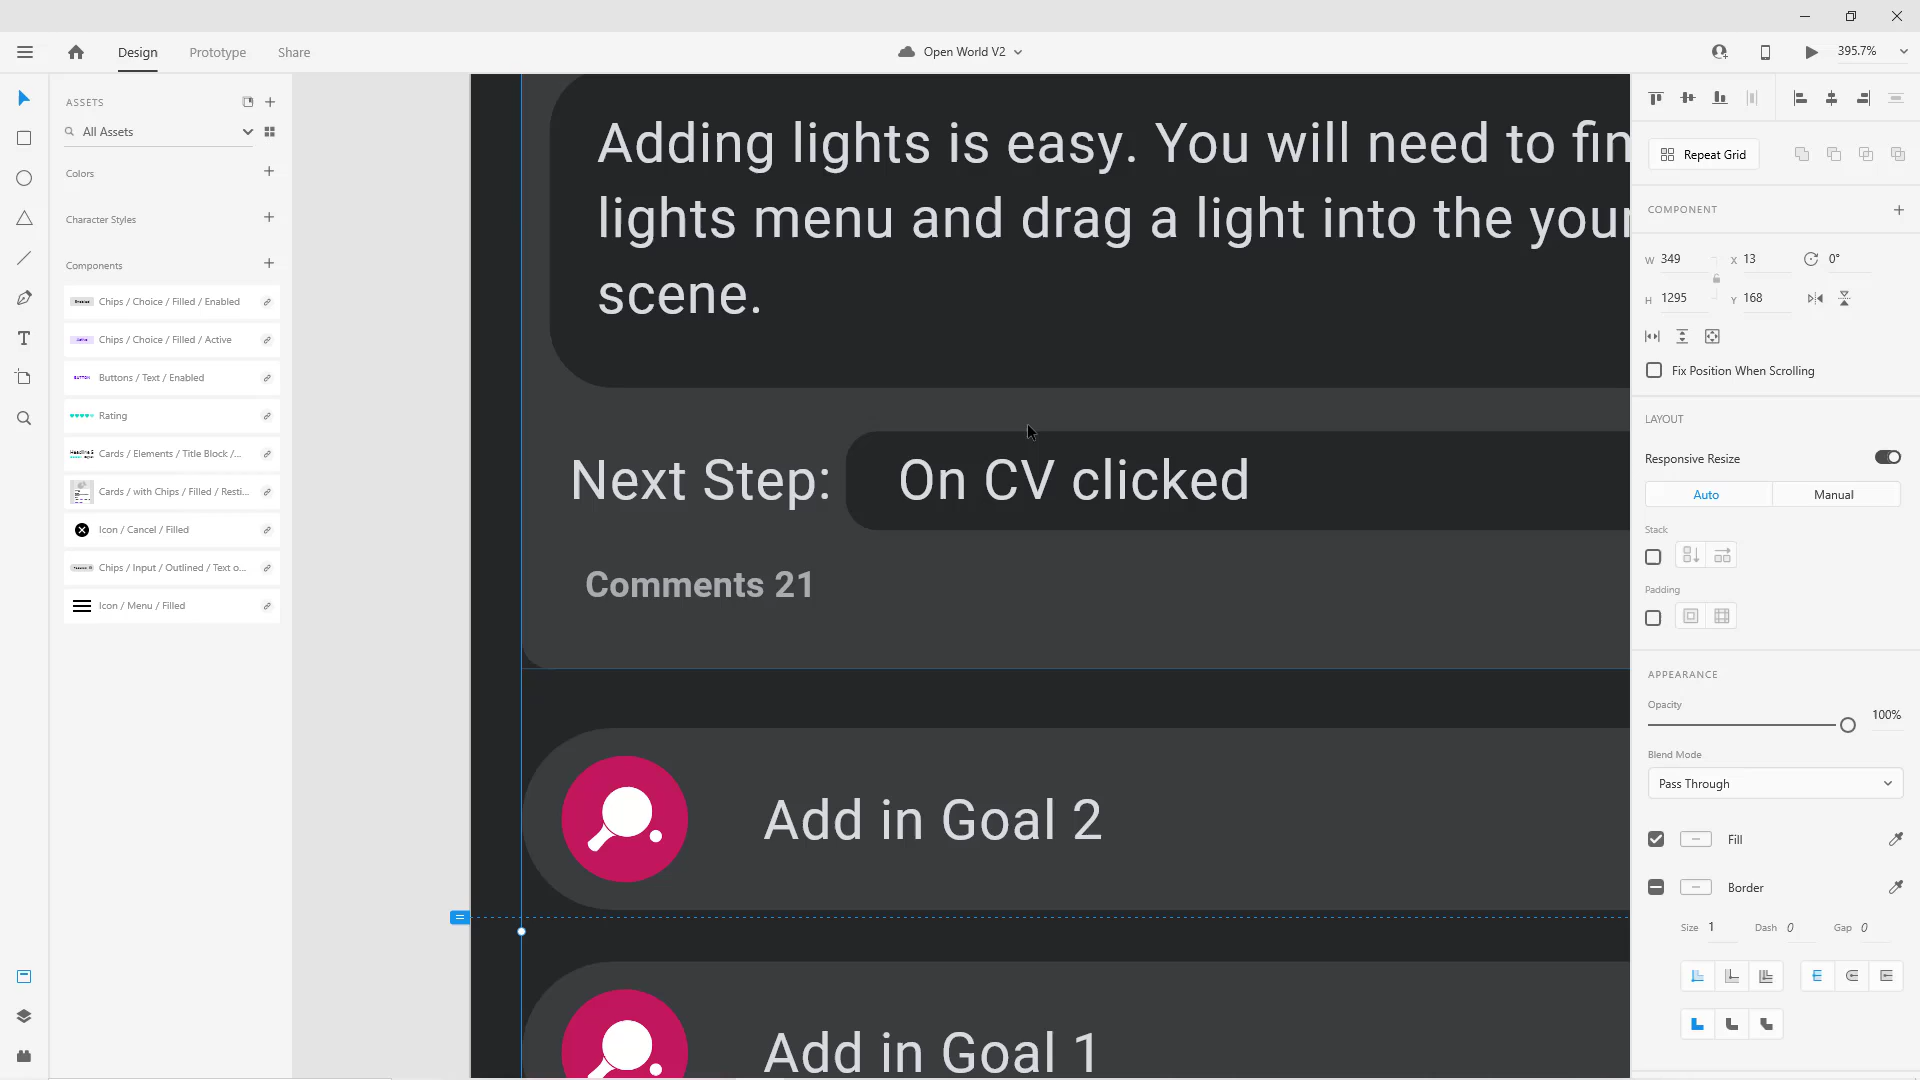 Design
Prototype
Share
Open World V2
395.7%
ASSETS
All Assets
Colors
Character Styles
Components
Chips / Choice / Filled / Enabled
Chips / Choice / Filled / Active
Buttons / Text / Enabled
Rating
Cards / Elements / Title Block /...
Cards / with Chips / Filled / Resti...
Icon / Cancel / Filled
Chips / Input / Outlined / Text o...
Icon / Menu / Filled
Adding lights is easy. You will need to fin
lights menu and drag a light into the your
scene.
Next Step:
On CV clicked
Comments 21
Add in Goal 2
Add in Goal 1
Repeat Grid
COMPONENT
W 349
X 13
0°
H 1295
Y 168
Fix Position When Scrolling
LAYOUT
Responsive Resize
Auto
Manual
Stack
Padding
APPEARANCE
Opacity
100%
Blend Mode
Pass Through
Fill
Border
Size 1
Dash 0
Gap 0